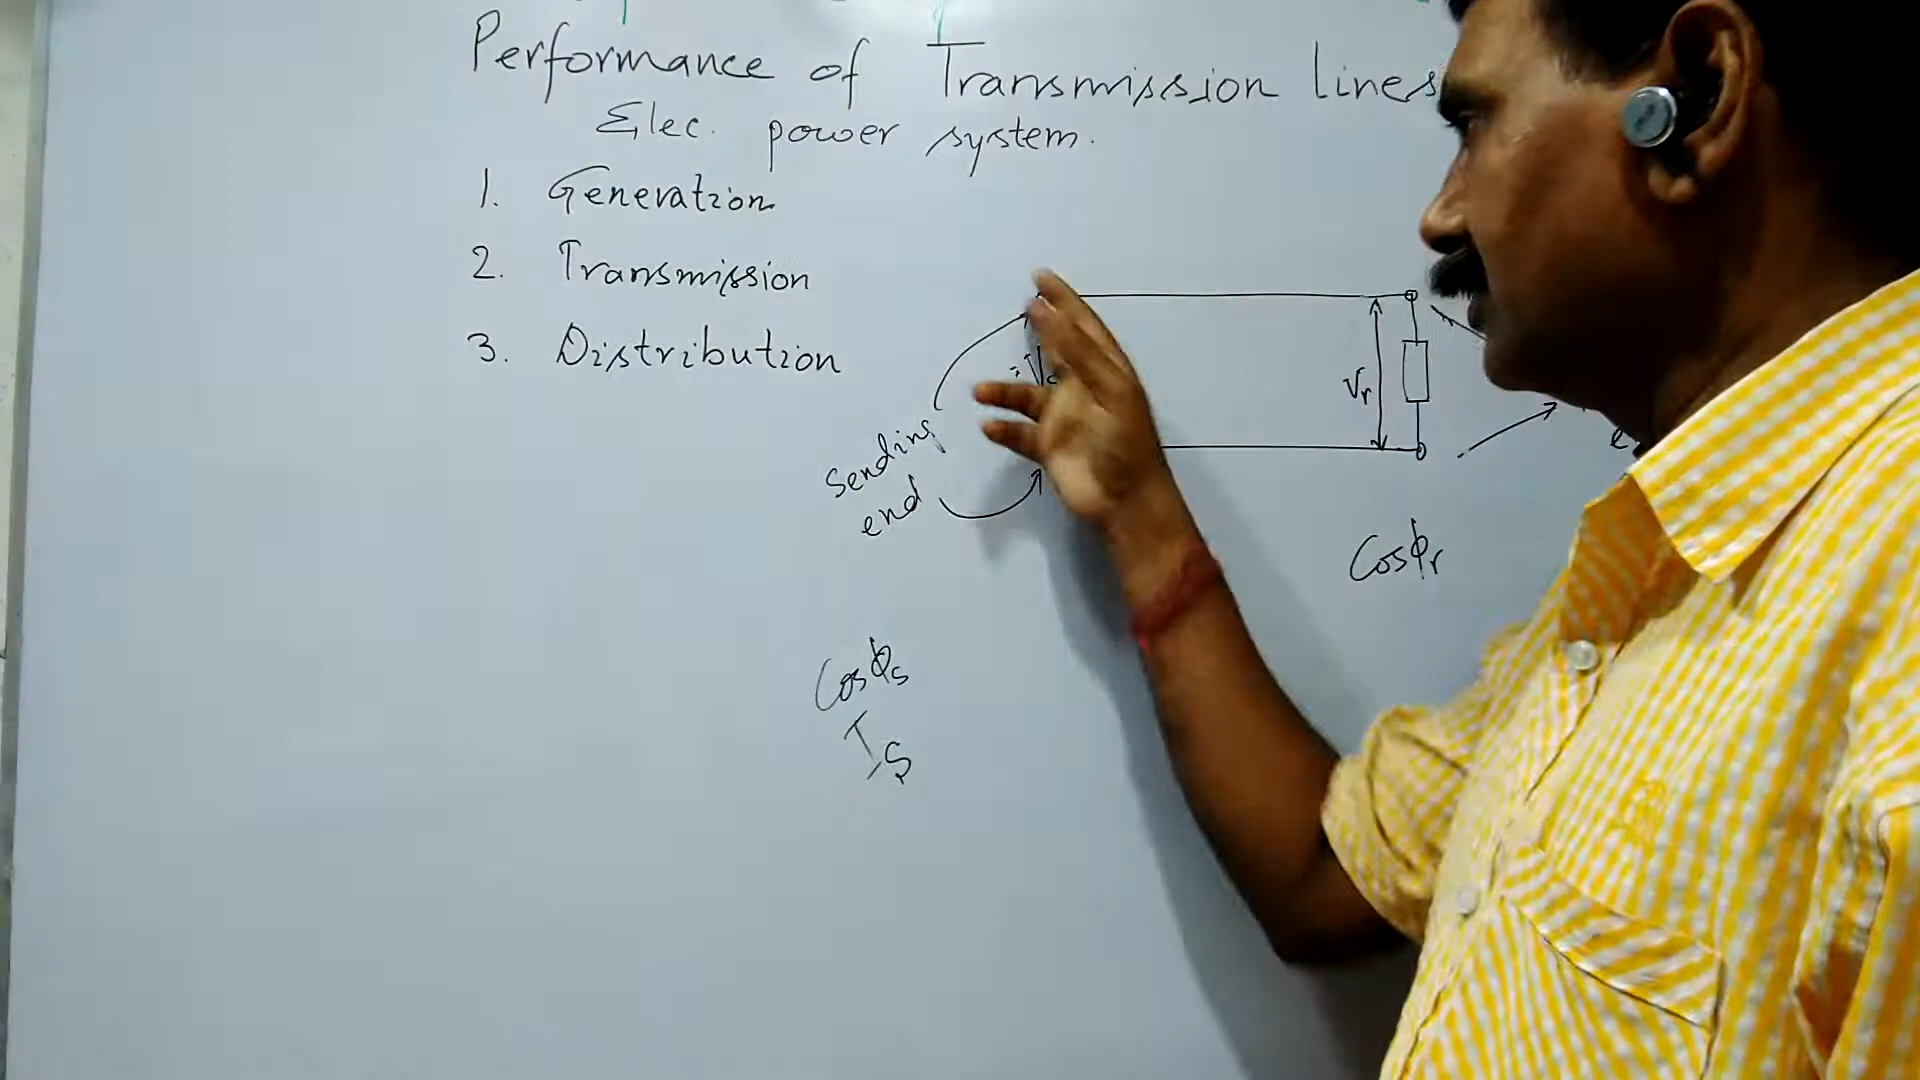 Performance of Transmission lines
Elec. power system.
1. Generation
2. Transmission
3. Distribution
Vr
sending
end
Cosϕr
Cosϕs
Is